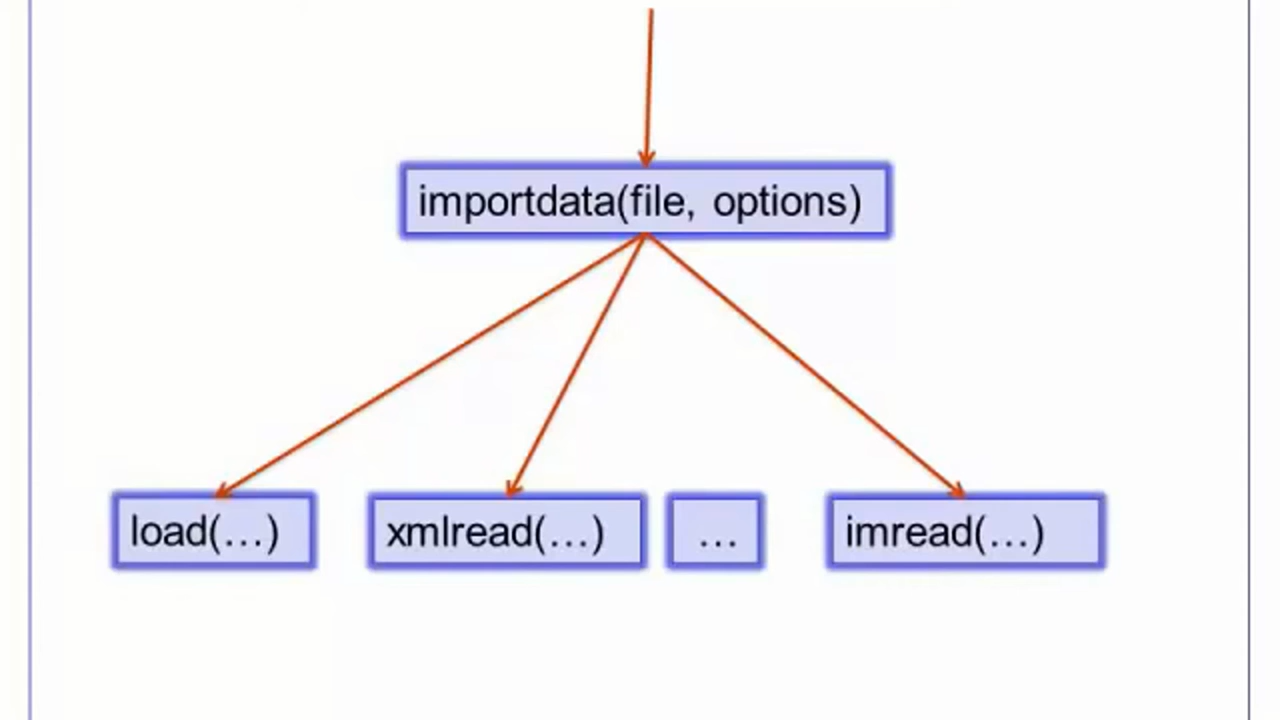 importdata(file, options)
load(…)
xmlread(…)
…
imread(…)